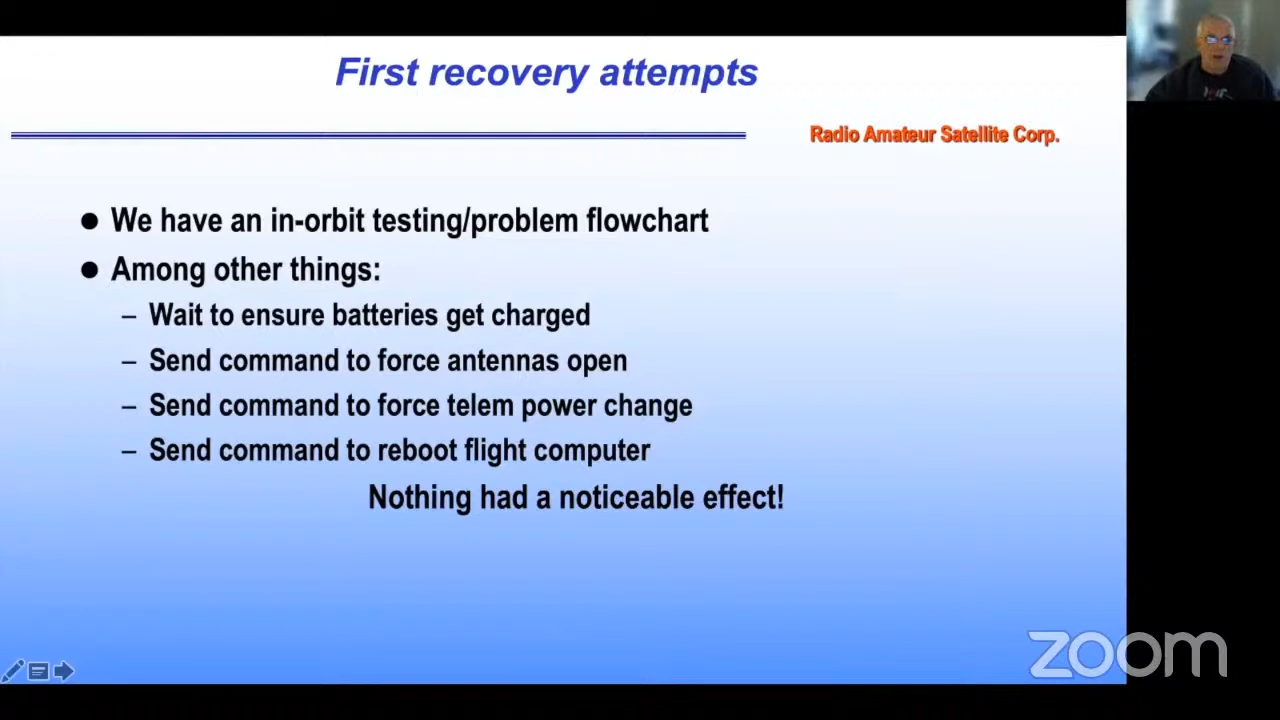 First recovery attempts
Radio Amateur Satellite Corp.
● We have an in-orbit testing/problem flowchart
● Among other things:
– Wait to ensure batteries get charged
– Send command to force antennas open
– Send command to force telem power change
– Send command to reboot flight computer
Nothing had a noticeable effect!
zoom